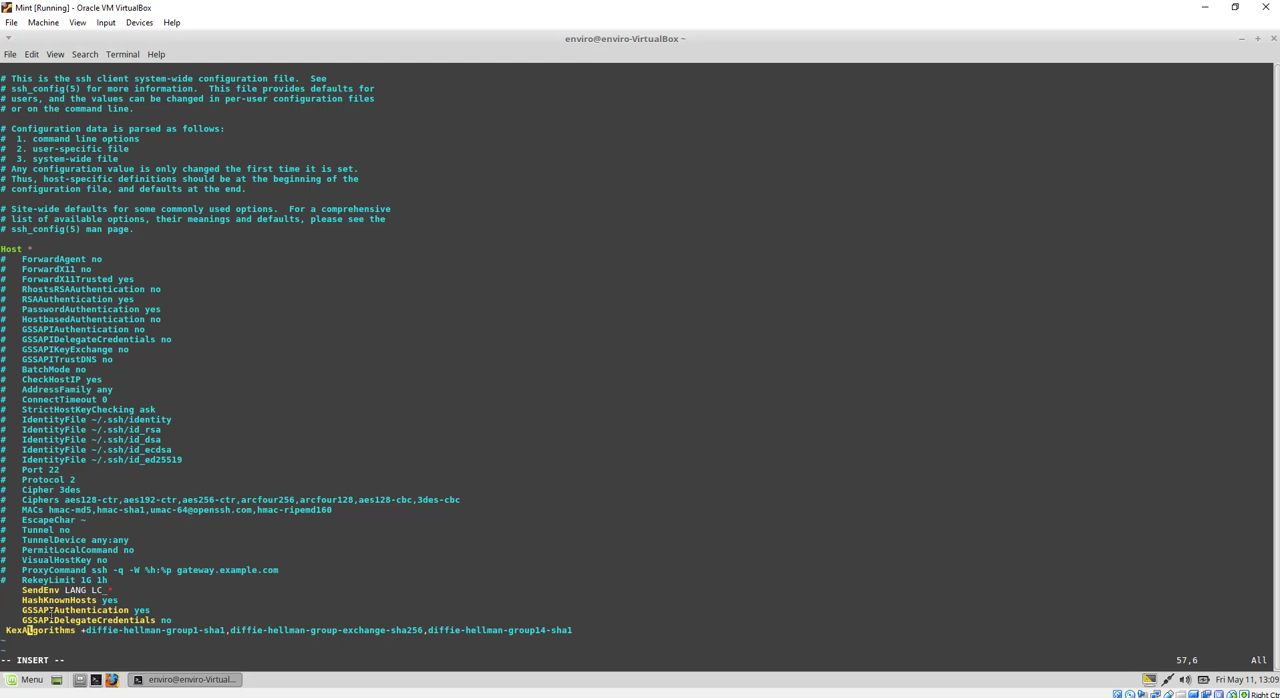 Mint [Running] - Oracle VM VirtualBox
File Machine View Input Devices Help
enviro@enviro-VirtualBox ~
File Edit View Search Terminal Help
# This is the ssh client system-wide configuration file.  See
# ssh_config(5) for more information.  This file provides defaults for
# users, and the values can be changed in per-user configuration files
# or on the command line.
# Configuration data is parsed as follows:
#  1. command line options
#  2. user-specific file
#  3. system-wide file
# Any configuration value is only changed the first time it is set.
# Thus, host-specific definitions should be at the beginning of the
# configuration file, and defaults at the end.
# Site-wide defaults for some commonly used options.  For a comprehensive
# list of available options, their meanings and defaults, please see the
# ssh_config(5) man page.
Host *
#   ForwardAgent no
#   ForwardX11 no
#   ForwardX11Trusted yes
#   RhostsRSAAuthentication no
#   RSAAuthentication yes
#   PasswordAuthentication yes
#   HostbasedAuthentication no
#   GSSAPIAuthentication no
#   GSSAPIDelegateCredentials no
#   GSSAPIKeyExchange no
#   GSSAPITrustDNS no
#   BatchMode no
#   CheckHostIP yes
#   AddressFamily any
#   ConnectTimeout 0
#   StrictHostKeyChecking ask
#   IdentityFile ~/.ssh/identity
#   IdentityFile ~/.ssh/id_rsa
#   IdentityFile ~/.ssh/id_dsa
#   IdentityFile ~/.ssh/id_ecdsa
#   IdentityFile ~/.ssh/id_ed25519
#   Port 22
#   Protocol 2
#   Cipher 3des
#   Ciphers aes128-ctr,aes192-ctr,aes256-ctr,arcfour256,arcfour128,aes128-cbc,3des-cbc
#   MACs hmac-md5,hmac-sha1,umac-64@openssh.com,hmac-ripemd160
#   EscapeChar ~
#   Tunnel no
#   TunnelDevice any:any
#   PermitLocalCommand no
#   VisualHostKey no
#   ProxyCommand ssh -q -W %h:%p gateway.example.com
#   RekeyLimit 1G 1h
    SendEnv LANG LC_*
    HashKnownHosts yes
    GSSAPIAuthentication yes
    GSSAPIDelegateCredentials no
 KexAlgorithms +diffie-hellman-group1-sha1,diffie-hellman-group-exchange-sha256,diffie-hellman-group14-sha1
~
~
-- INSERT -- 57,6 All
Menu enviro@enviro-Virtual... Fri May 11, 13:09
Right Ctrl